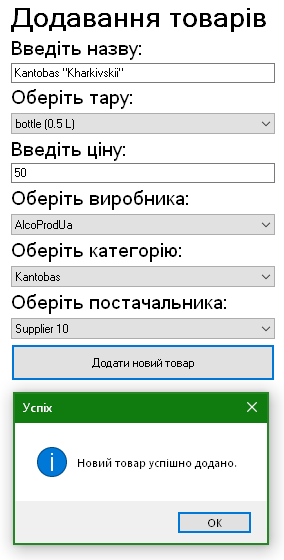 Додавання товарів
Введіть назву:
Kantobas "Kharkivskii"
Оберіть тару:
bottle (0.5 L)
Введіть ціну:
50
Оберіть виробника:
AlcoProdUa
Оберіть категорію:
Kantobas
Оберіть постачальника:
Supplier 10
Додати новий товар
Успіх
Новий товар успішно додано.
OK